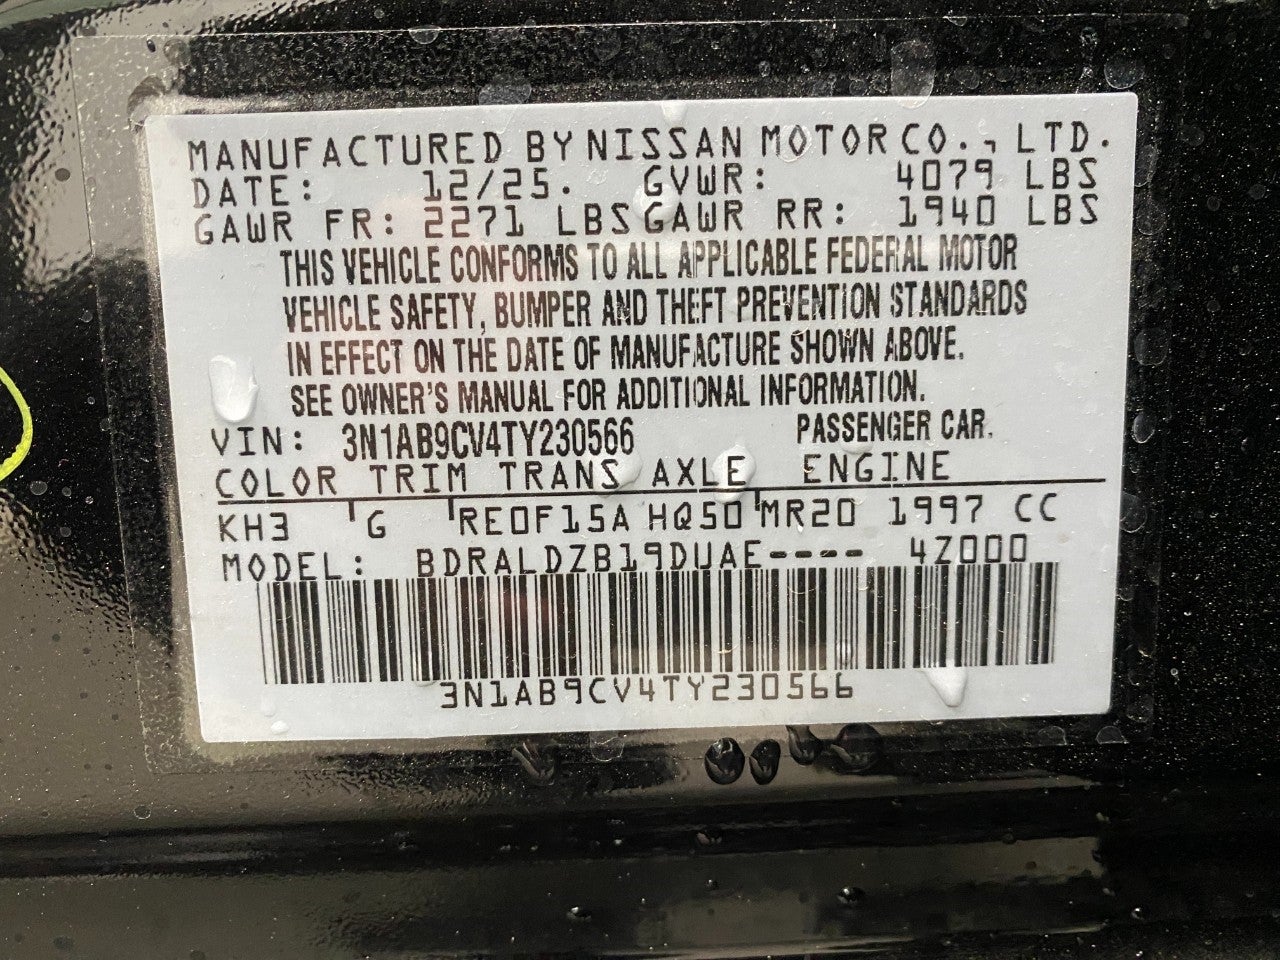 MANUFACTURED BY NISSAN MOTOR CO., LTD.
DATE: 12/25. GVWR: 4079 LBS
GAWR FR: 2271 LBS GAWR RR: 1940 LBS
THIS VEHICLE CONFORMS TO ALL APPLICABLE FEDERAL MOTOR
VEHICLE SAFETY, BUMPER AND THEFT PREVENTION STANDARDS
IN EFFECT ON THE DATE OF MANUFACTURE SHOWN ABOVE.
SEE OWNER'S MANUAL FOR ADDITIONAL INFORMATION.
VIN: 3N1AB9CV4TY230566 PASSENGER CAR.
COLOR TRIM TRANS AXLE ENGINE
KH3 G RE0F15A HQ50 MR20 1997 CC
MODEL: BDRALDZB19DUAE---- 4Z000
3N1AB9CV4TY230566